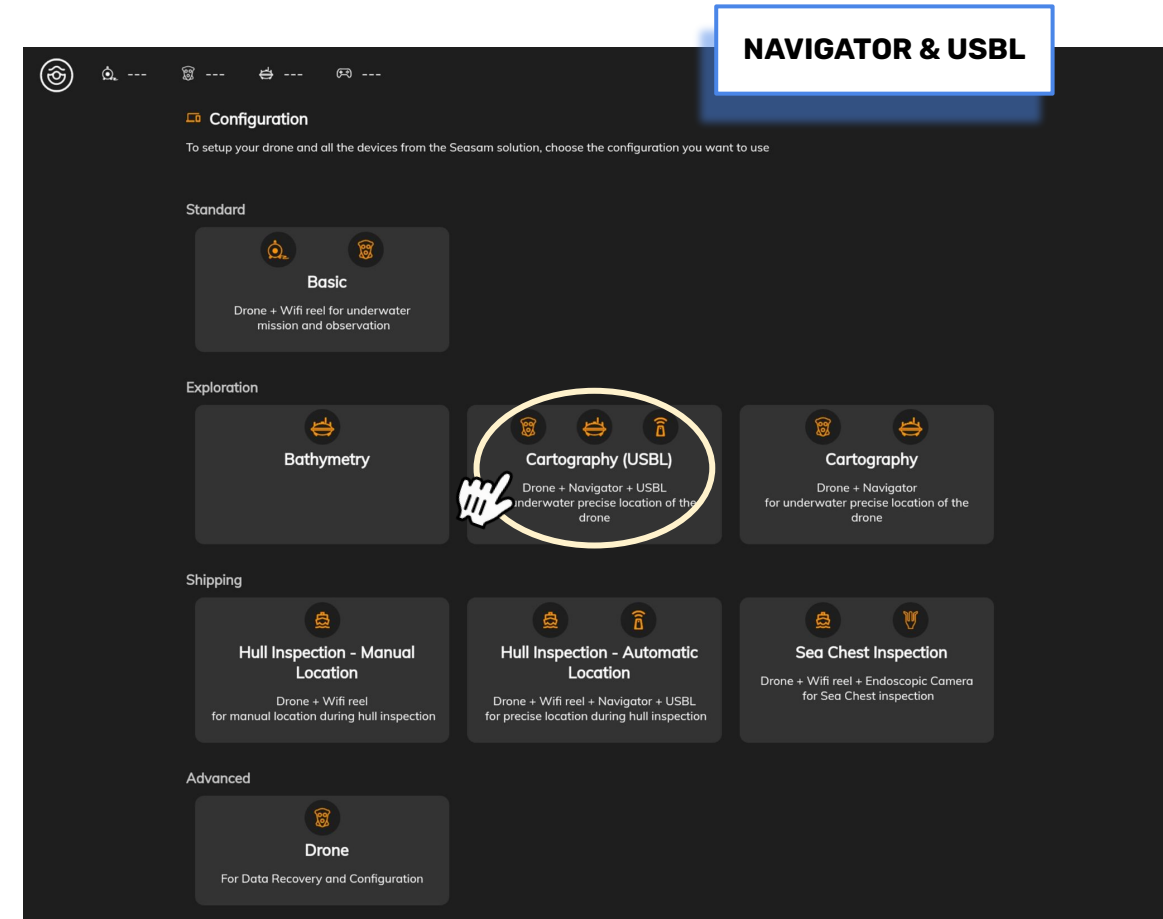 NAVIGATOR & USBL
---
---
---
---
Configuration
To setup your drone and all the devices from the Seasam solution, choose the configuration you want to use
Standard
Basic
Drone + Wifi reel for underwater
mission and observation
Exploration
Bathymetry
Cartography (USBL)
Drone + Navigator + USBL
underwater precise location of the
drone
Cartography
Drone + Navigator
for underwater precise location of the
drone
Shipping
Hull Inspection - Manual
Location
Drone + Wifi reel
for manual location during hull inspection
Hull Inspection - Automatic
Location
Drone + Wifi reel + Navigator + USBL
for precise location during hull inspection
Sea Chest Inspection
Drone + Wifi reel + Endoscopic Camera
for Sea Chest inspection
Advanced
Drone
For Data Recovery and Configuration